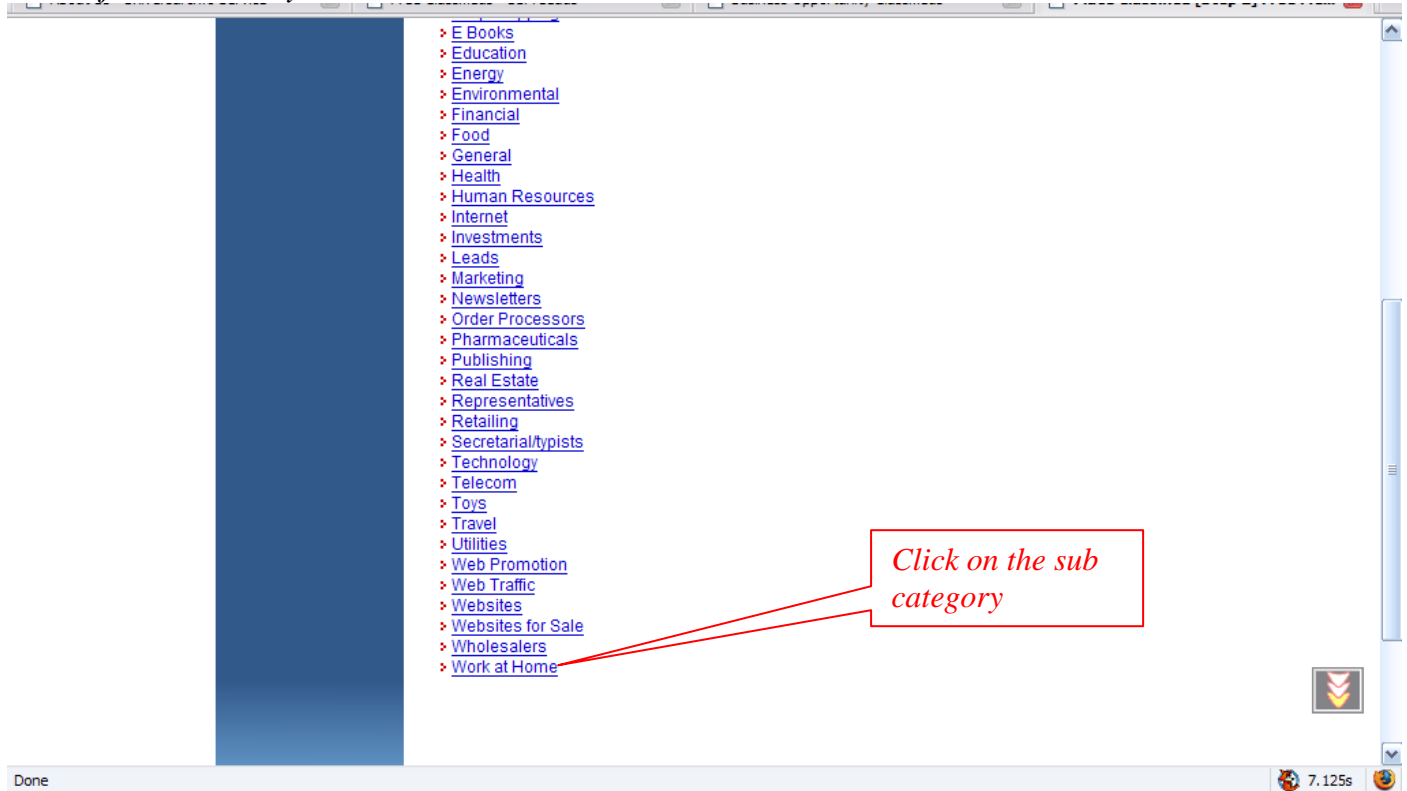 E Books
Education
Energy
Environmental
Financial
Food
General
Health
Human Resources
Internet
Investments
Leads
Marketing
Newsletters
Order Processors
Pharmaceuticals
Publishing
Real Estate
Representatives
Retailing
Secretarial/typists
Technology
Telecom
Toys
Travel
Utilities
Web Promotion
Web Traffic
Websites
Websites for Sale
Wholesalers
Work at Home
Click on the sub
category
Done
7.125s